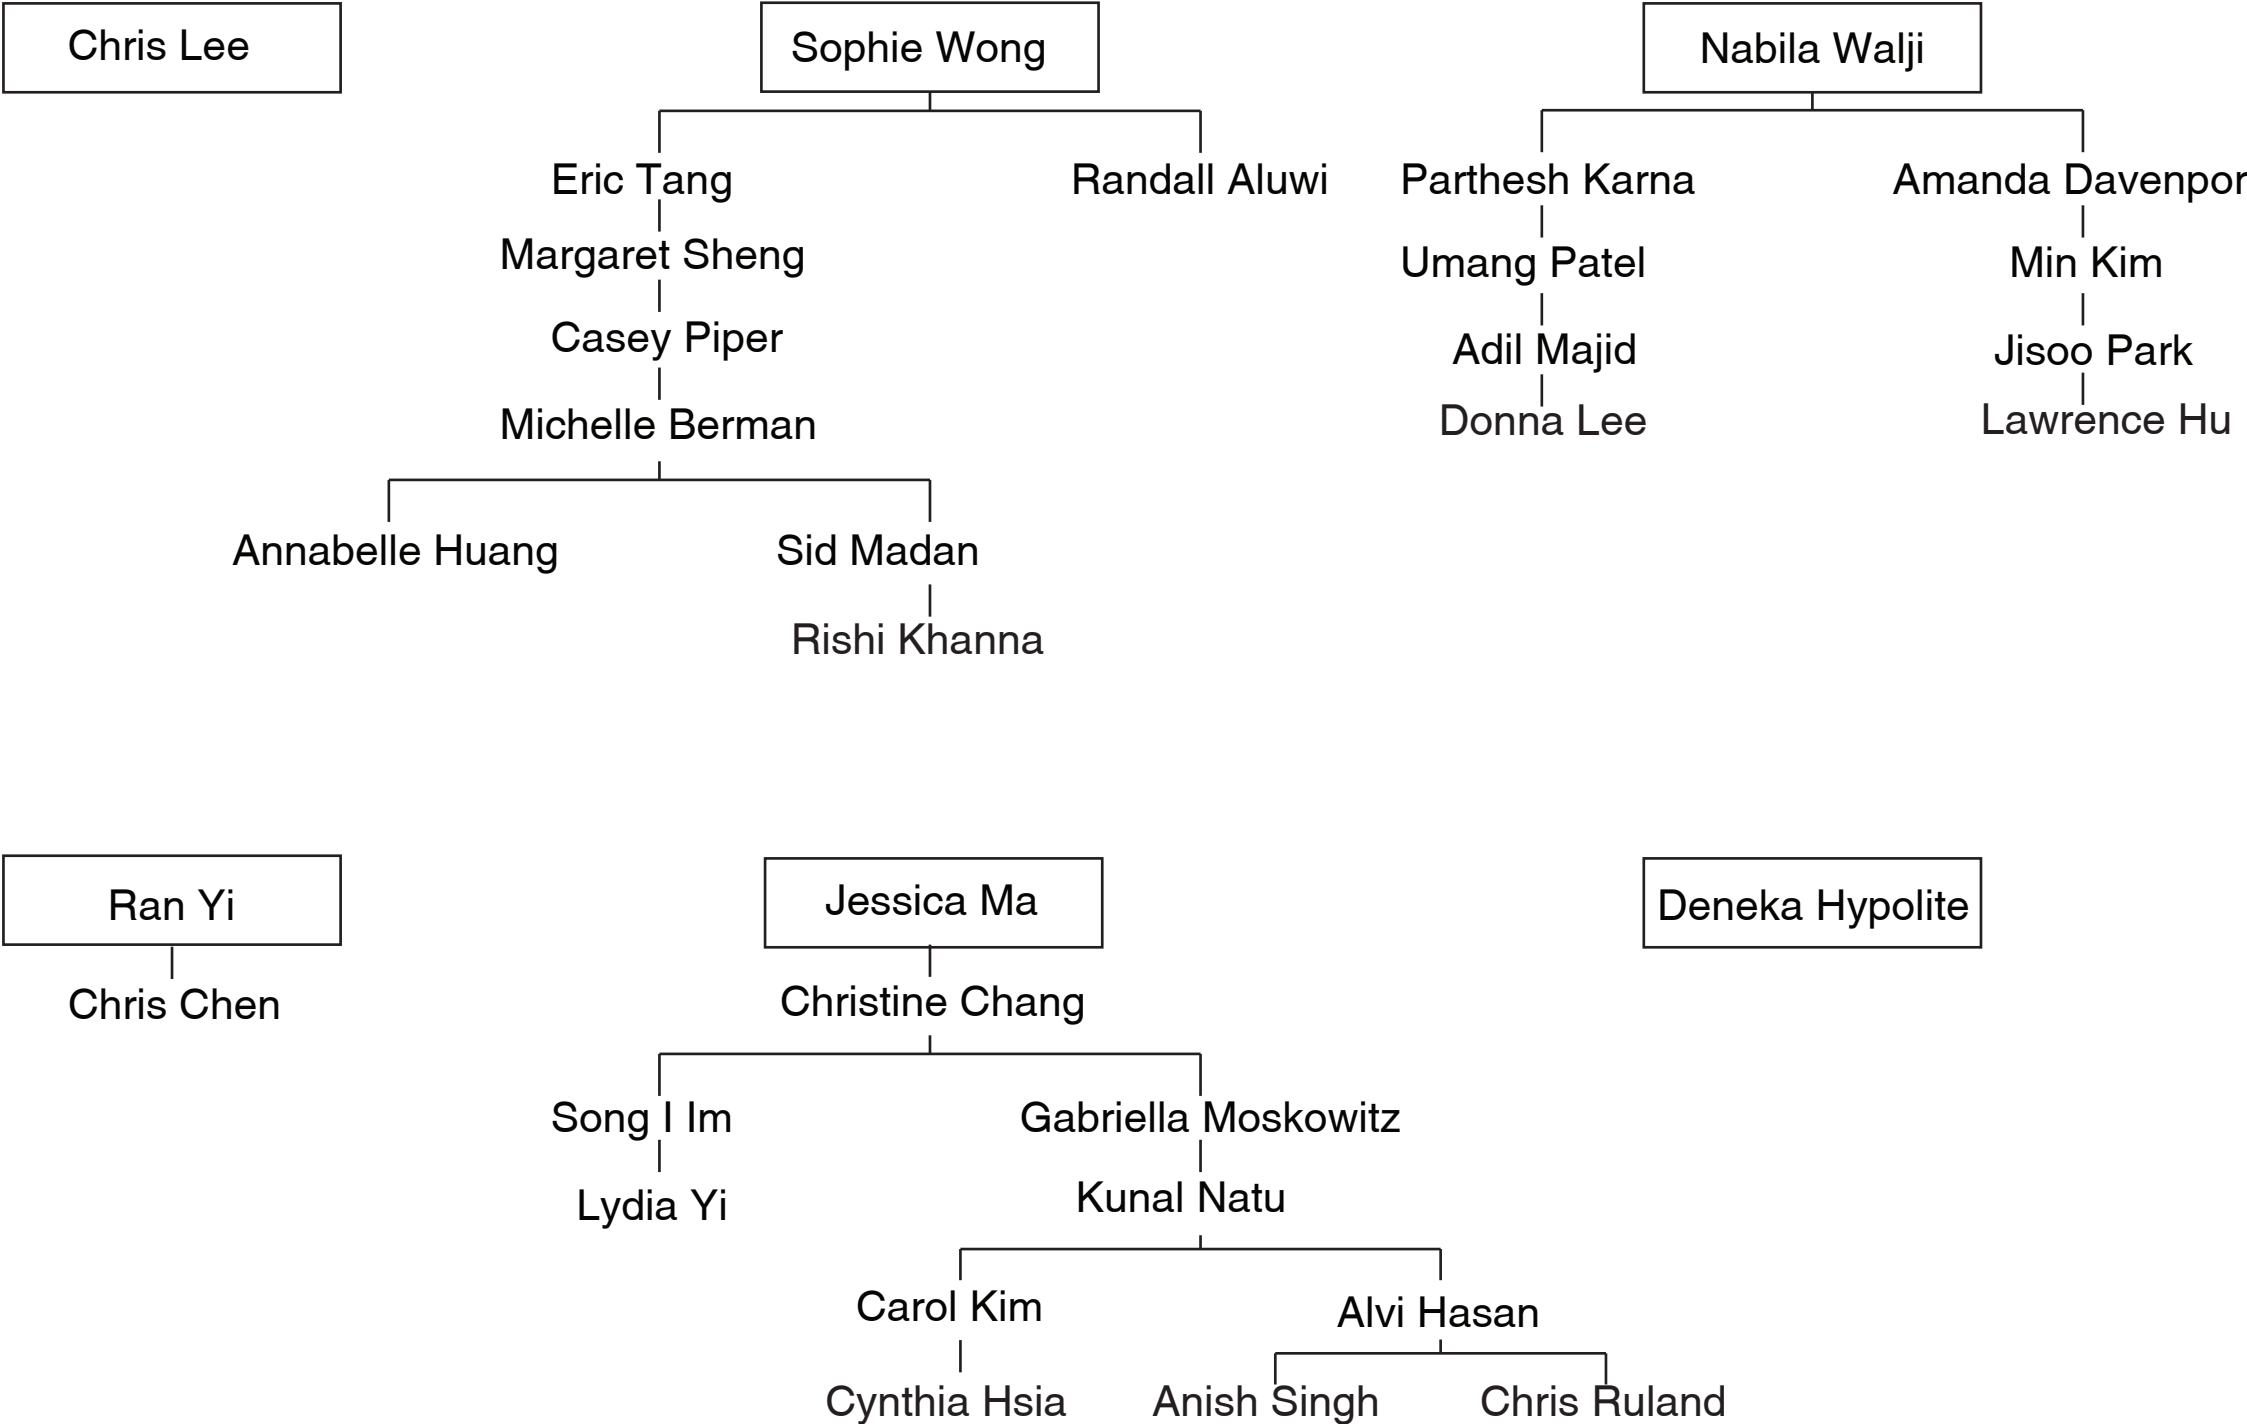 Chris Lee
Sophie Wong
Nabila Walji
Eric Tang
Randall Aluwi
Parthesh Karna
Amanda Davenpor
Margaret Sheng
Umang Patel
Min Kim
Casey Piper
Adil Majid
Jisoo Park
Michelle Berman
Donna Lee
Lawrence Hu
Annabelle Huang
Sid Madan
Rishi Khanna
Ran Yi
Jessica Ma
Deneka Hypolite
Chris Chen
Christine Chang
Song I Im
Gabriella Moskowitz
Lydia Yi
Kunal Natu
Carol Kim
Alvi Hasan
Cynthia Hsia
Anish Singh
Chris Ruland